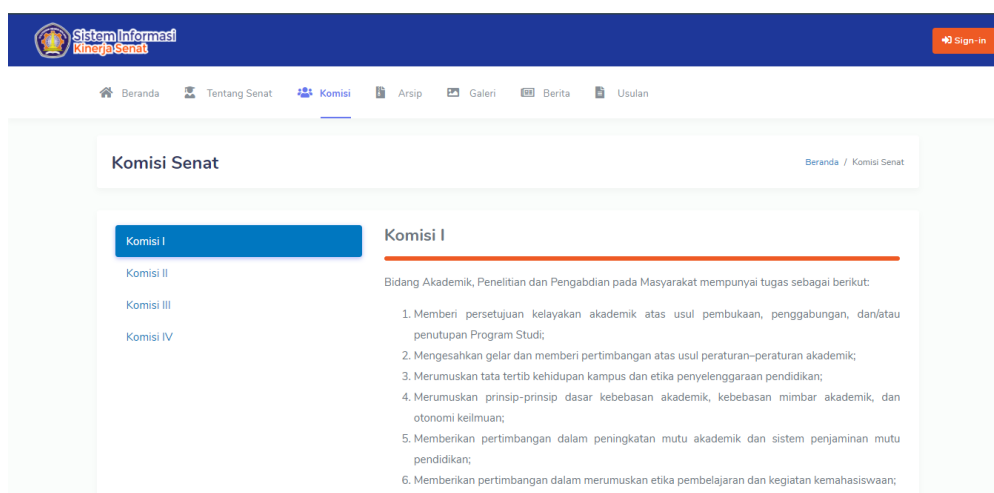 Sistem Informasi
Kinerja Senat
Sign-in
Beranda Tentang Senat Komisi Arsip Galeri Berita Usulan
Komisi Senat
Beranda / Komisi Senat
Komisi I
Komisi II
Komisi III
Komisi IV
Komisi I
Bidang Akademik, Penelitian dan Pengabdian pada Masyarakat mempunyai tugas sebagai berikut:
1. Memberi persetujuan kelayakan akademik atas usul pembukaan, penggabungan, dan/atau
penutupan Program Studi;
2. Mengesahkan gelar dan memberi pertimbangan atas usul peraturan–peraturan akademik;
3. Merumuskan tata tertib kehidupan kampus dan etika penyelenggaraan pendidikan;
4. Merumuskan prinsip-prinsip dasar kebebasan akademik, kebebasan mimbar akademik, dan
otonomi keilmuan;
5. Memberikan pertimbangan dalam peningkatan mutu akademik dan sistem penjaminan mutu
pendidikan;
6. Memberikan pertimbangan dalam merumuskan etika pembelajaran dan kegiatan kemahasiswaan;